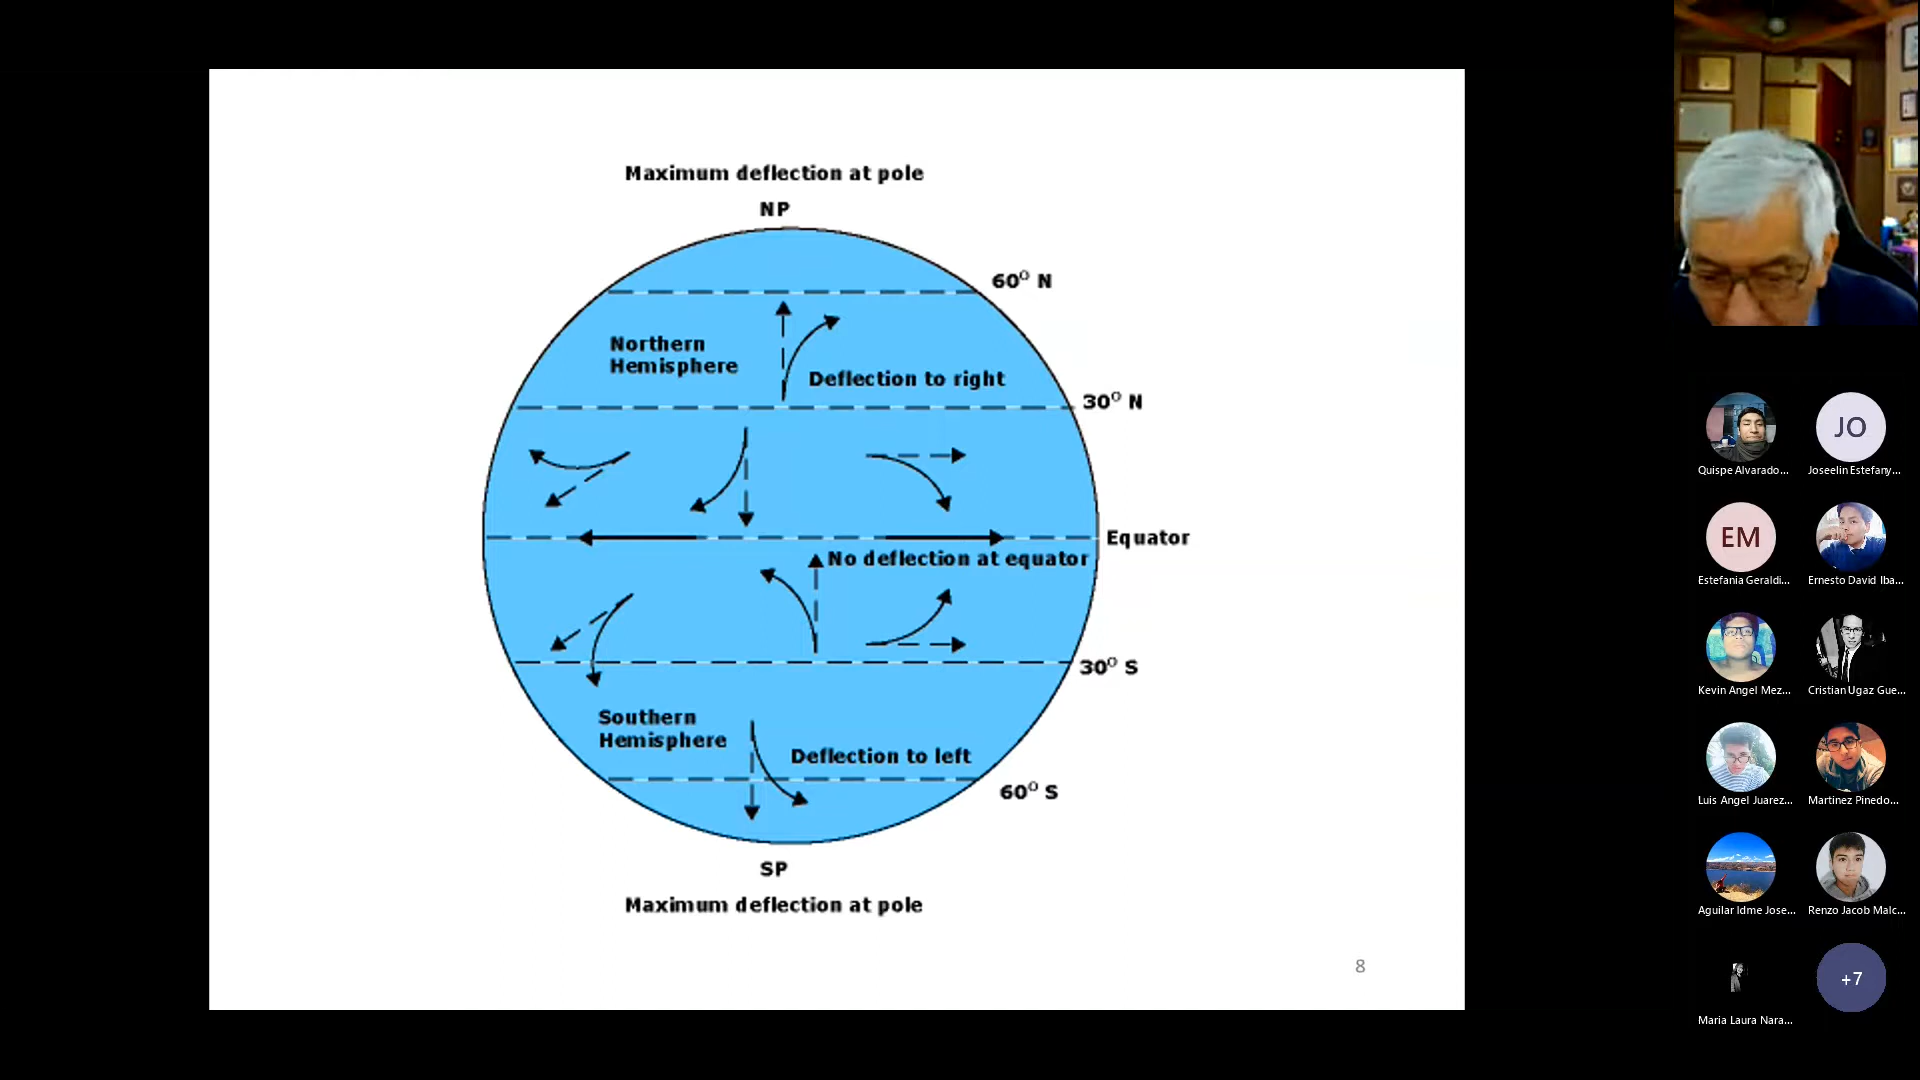 Maximum deflection at pole
NP
60° N
Northern
Hemisphere
Deflection to right
30° N
Equator
No deflection at equator
30° S
Southern
Hemisphere
Deflection to left
60° S
SP
Maximum deflection at pole
8
JO
Quispe Alvarado...
Joseelin Estefany...
EM
Estefania Geraldi...
Ernesto David Iba...
Kevin Angel Mez...
Cristian Ugaz Gue...
Luis Angel Juarez...
Martinez Pinedo...
Aguilar Idme Jose...
Renzo Jacob Malc...
+7
Maria Laura Nara...